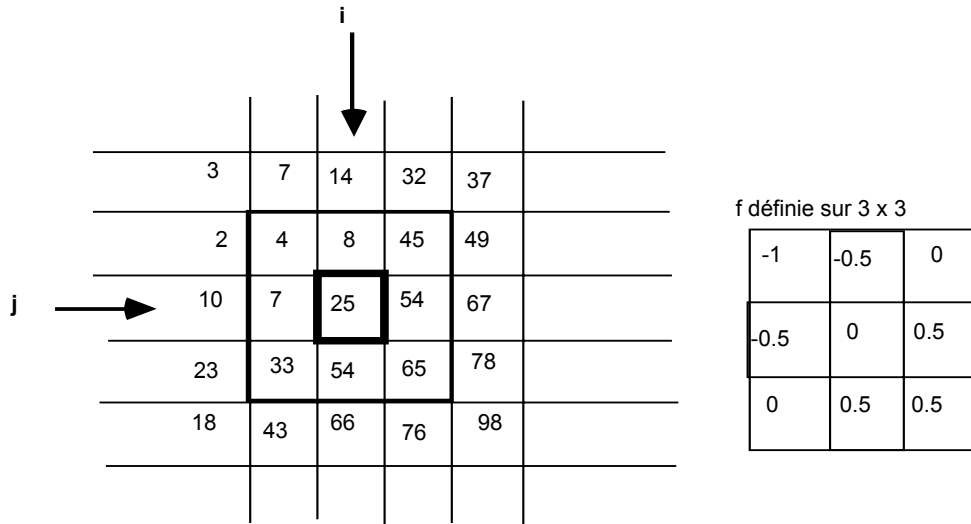 i
3 7 14 32 37
f définie sur 3 x 3
2 4 8 45 49
-1 -0.5 0
j 10 7 25 54 67
-0.5 0 0.5
23 33 54 65 78
0 0.5 0.5
18 43 66 76 98